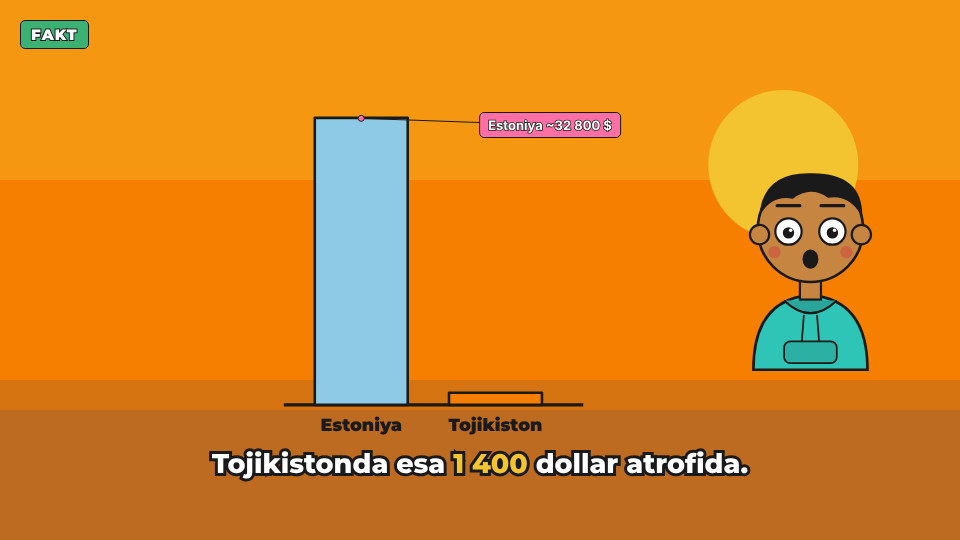 FAKT
Estoniya ~32 800 $
Estoniya
Tojikiston
Tojikistonda esa 1 400 dollar atrofida.